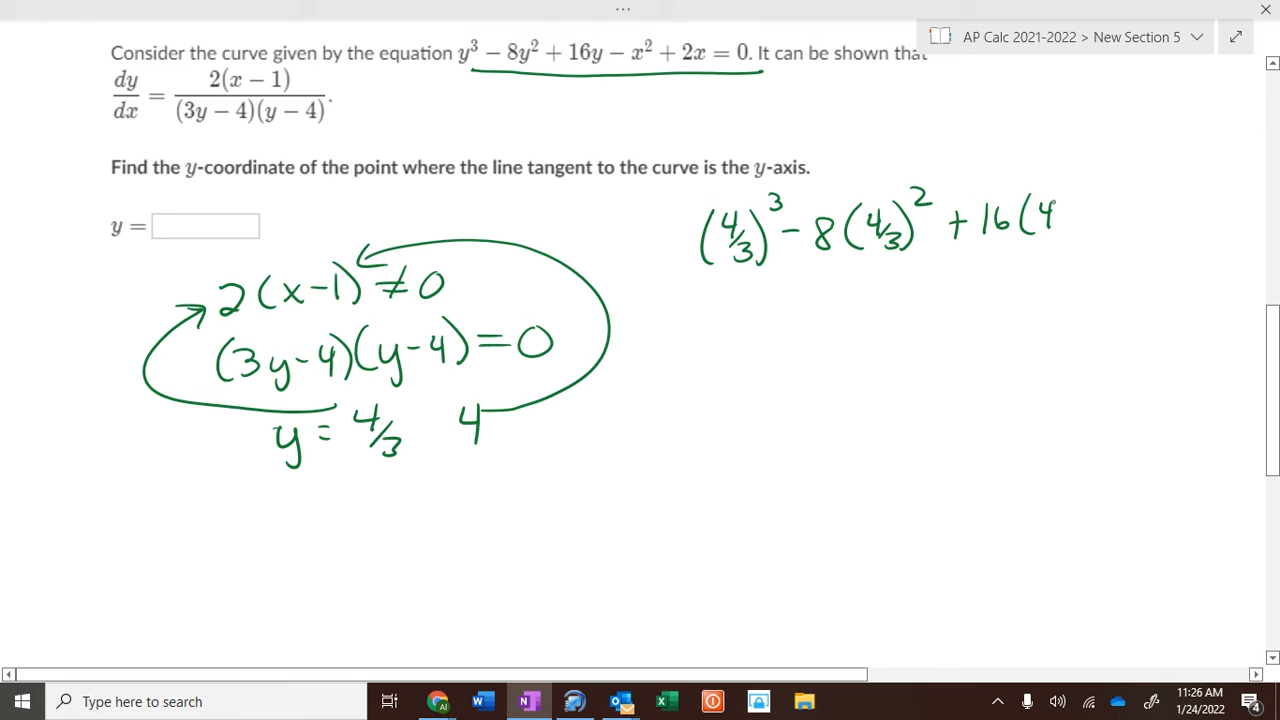 ...
AP Calc 2021-2022 > New Section 5
Consider the curve given by the equation y³ − 8y² + 16y − x² + 2x = 0. It can be shown that
dy/dx = 2(x − 1)/((3y − 4)(y − 4)).
Find the y-coordinate of the point where the line tangent to the curve is the y-axis.
y =
(4/3)³ − 8(4/3)² + 16(4
2(x−1) ≠ 0
(3y−4)(y−4) = 0
y = 4/3 4
Type here to search
11:26 AM
1/24/2022
4